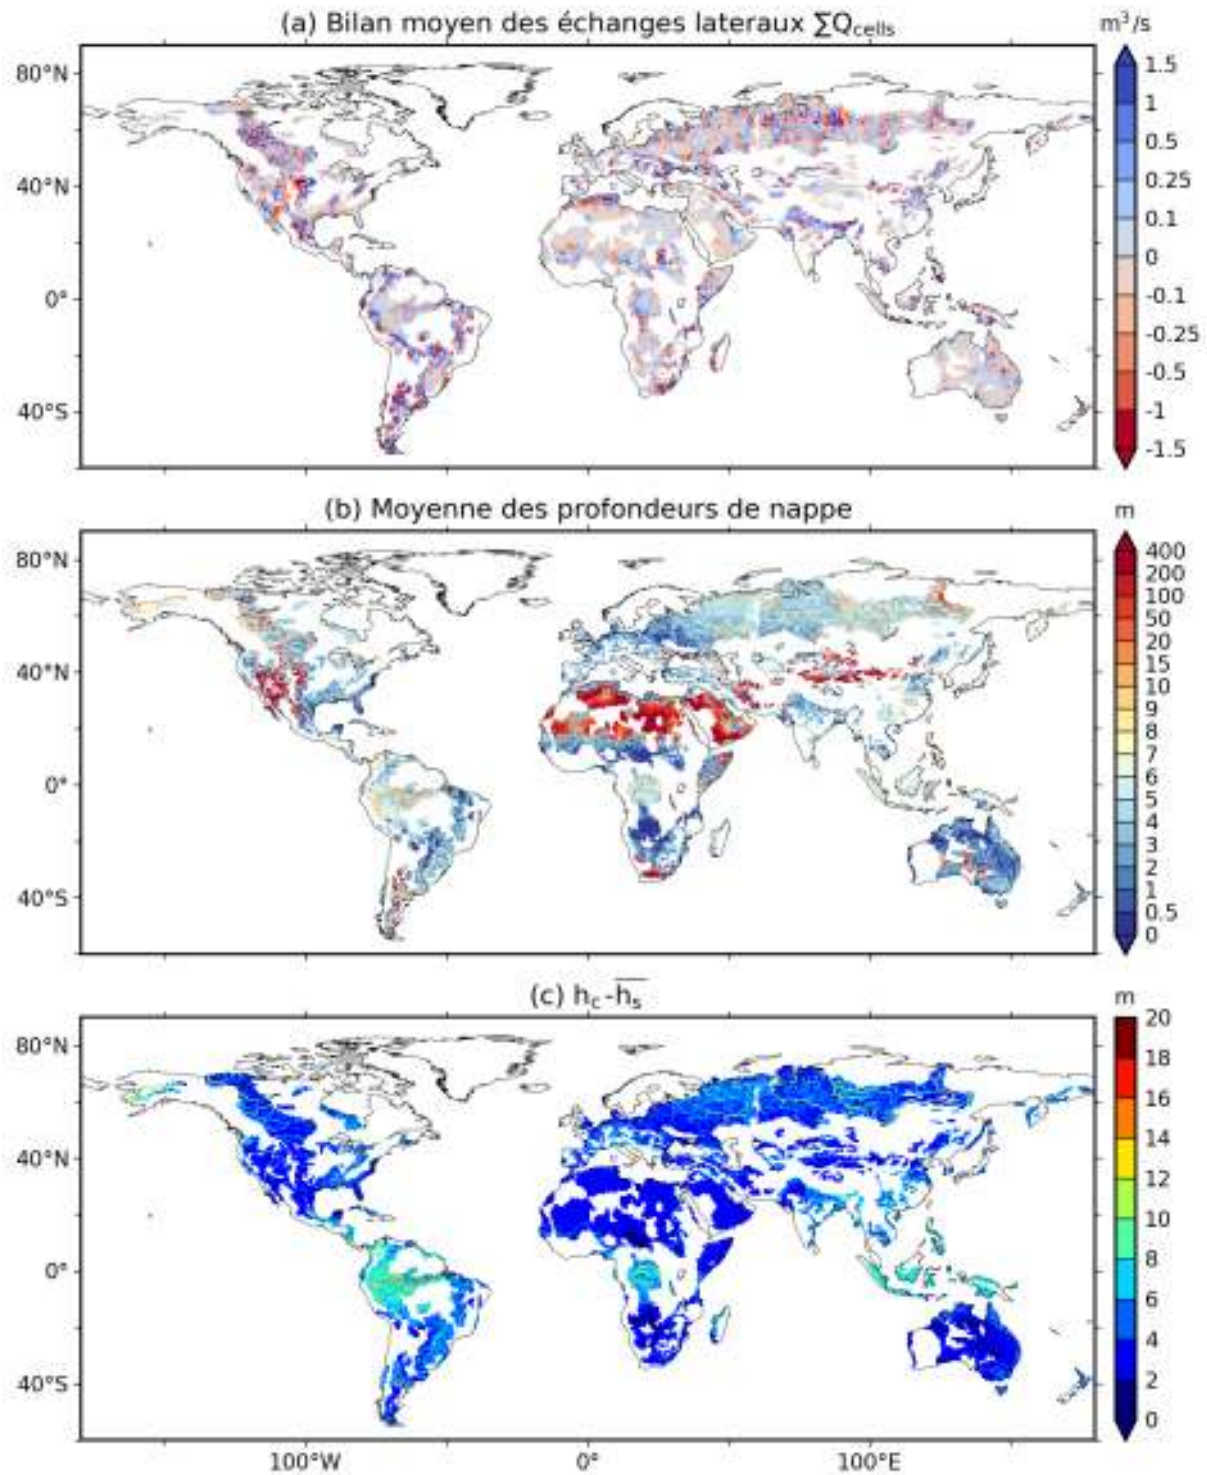 (a) Bilan moyen des échanges lateraux ∑Q_cells
m³/s
80°N
40°N
0°
40°S
1.5
1
0.5
0.25
0.1
0
-0.1
-0.25
-0.5
-1
-1.5
(b) Moyenne des profondeurs de nappe
m
80°N
40°N
0°
40°S
400
200
100
50
20
15
10
9
8
7
6
5
4
3
2
1
0.5
0
(c) h_c-h̅_s̅
m
80°N
40°N
0°
40°S
20
18
16
14
12
10
8
6
4
2
0
100°W
0°
100°E